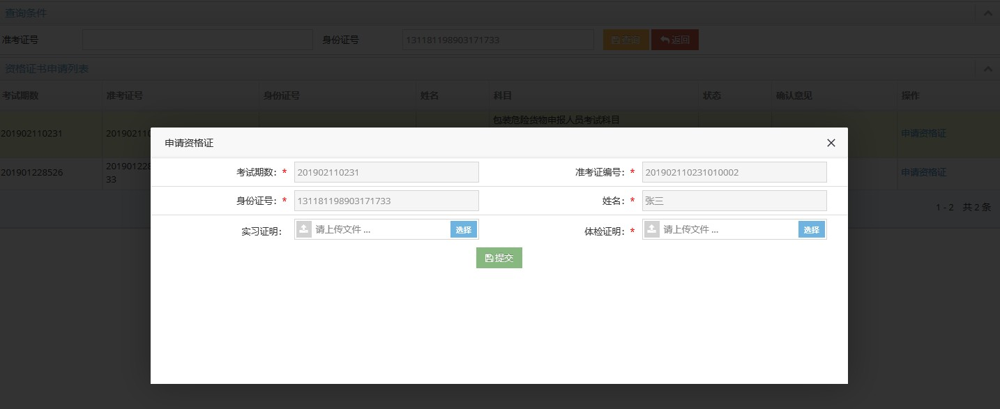 查询条件
准考证号 身份证号 131181198903171733 查询 返回
资格证书申请列表
考试期数 准考证号 身份证号 姓名 科目 状态 确认意见 操作
包装危险货物申报人员考试科目
201902110231 201902110 申请资格证
201901228526 201901228 申请资格证
33
1 - 2 共 2 条
申请资格证 ×
考试期数: * 201902110231 准考证编号: * 201902110231010002
身份证号: * 131181198903171733 姓名: * 张三
实习证明: 请上传文件 ... 选择 体检证明: * 请上传文件 ... 选择
提交